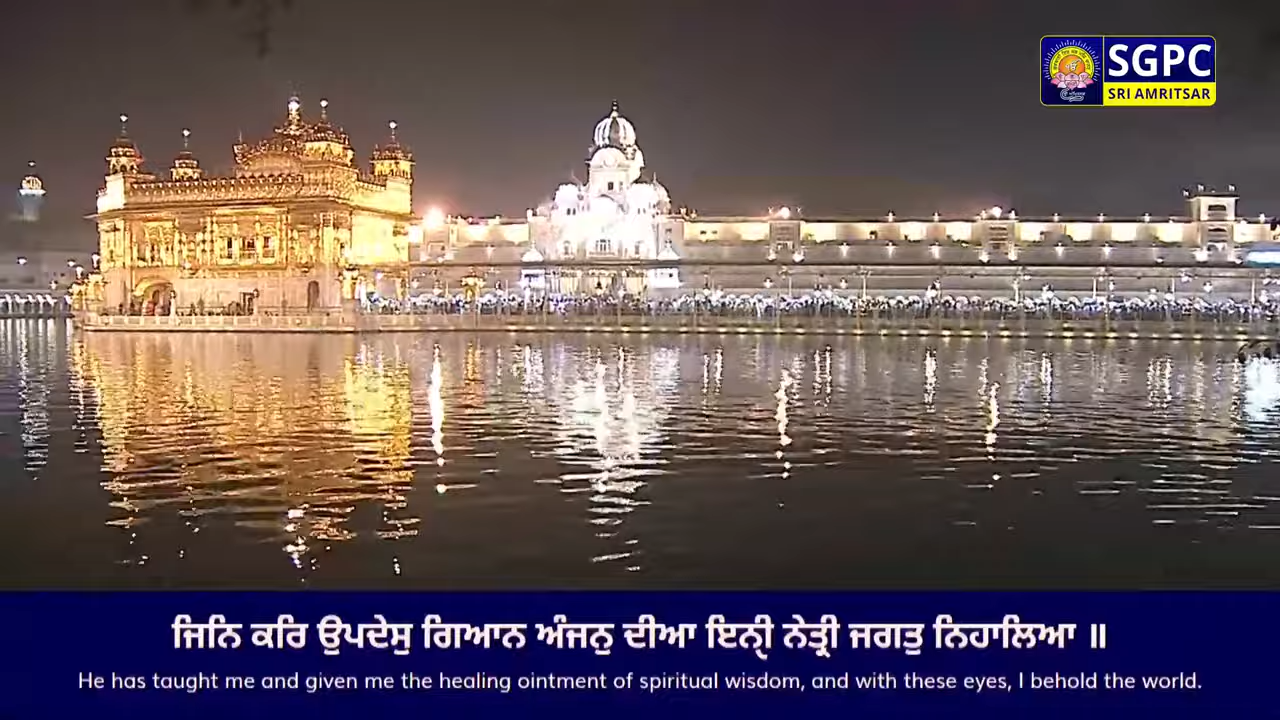 SGPC
SRI AMRITSAR
ਜਿਨਿ ਕਰਿ ਉਪਦੇਸੁ ਗਿਆਨ ਅੰਜਨੁ ਦੀਆ ਇਨ੍ਹੀ ਨੇਤ੍ਰੀ ਜਗਤੁ ਨਿਹਾਲਿਆ ॥
He has taught me and given me the healing ointment of spiritual wisdom, and with these eyes, I behold the world.